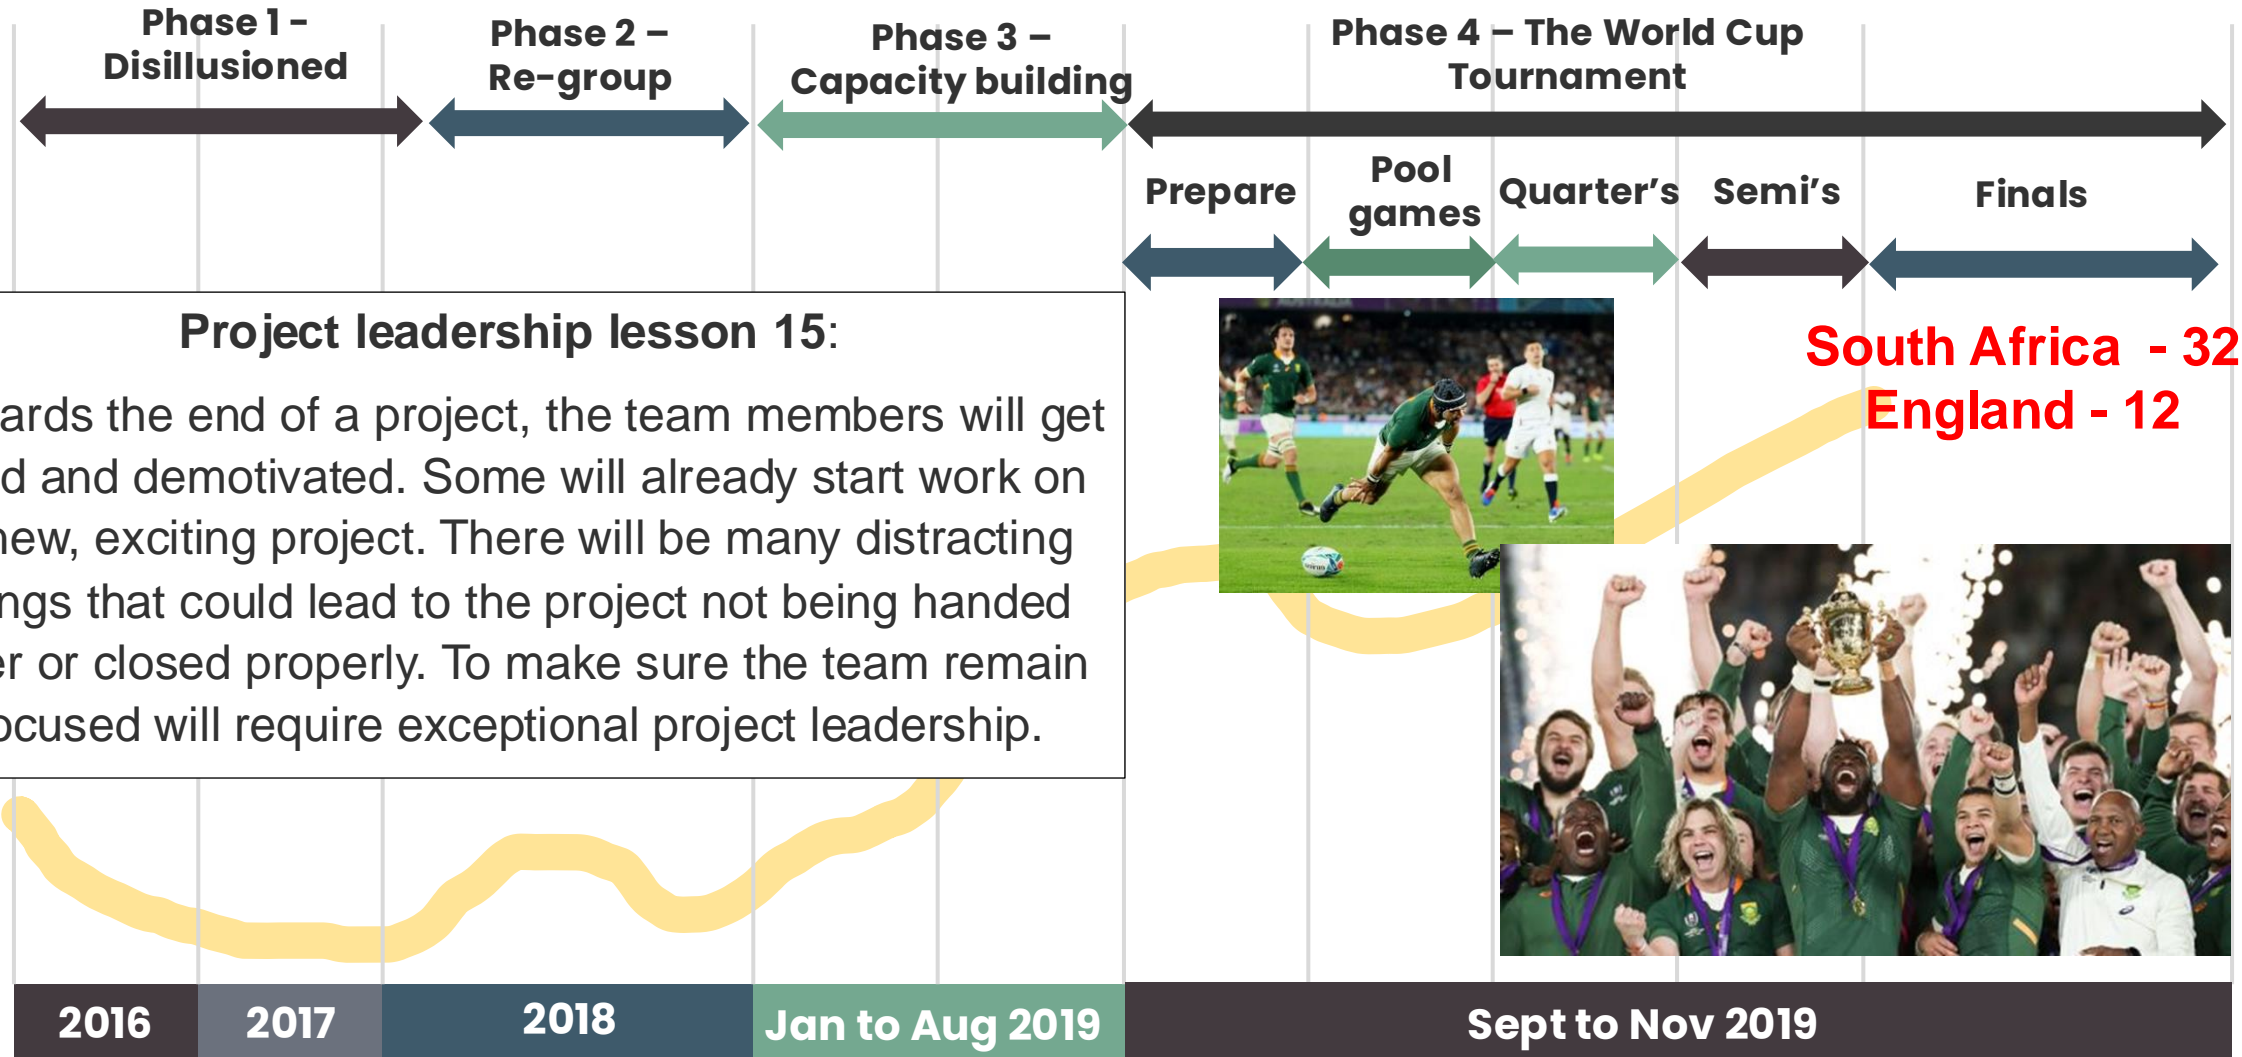 Phase 1 -
Disillusioned
Phase 2 –
Re-group
Phase 3 –
Capacity building
Phase 4 – The World Cup
Tournament
Prepare
Pool
games
Quarter's
Semi's
Finals
Project leadership lesson 15:
ards the end of a project, the team members will get
d and demotivated. Some will already start work on
new, exciting project. There will be many distracting
ngs that could lead to the project not being handed
er or closed properly. To make sure the team remain
ocused will require exceptional project leadership.
South Africa - 32
England - 12
2016
2017
2018
Jan to Aug 2019
Sept to Nov 2019